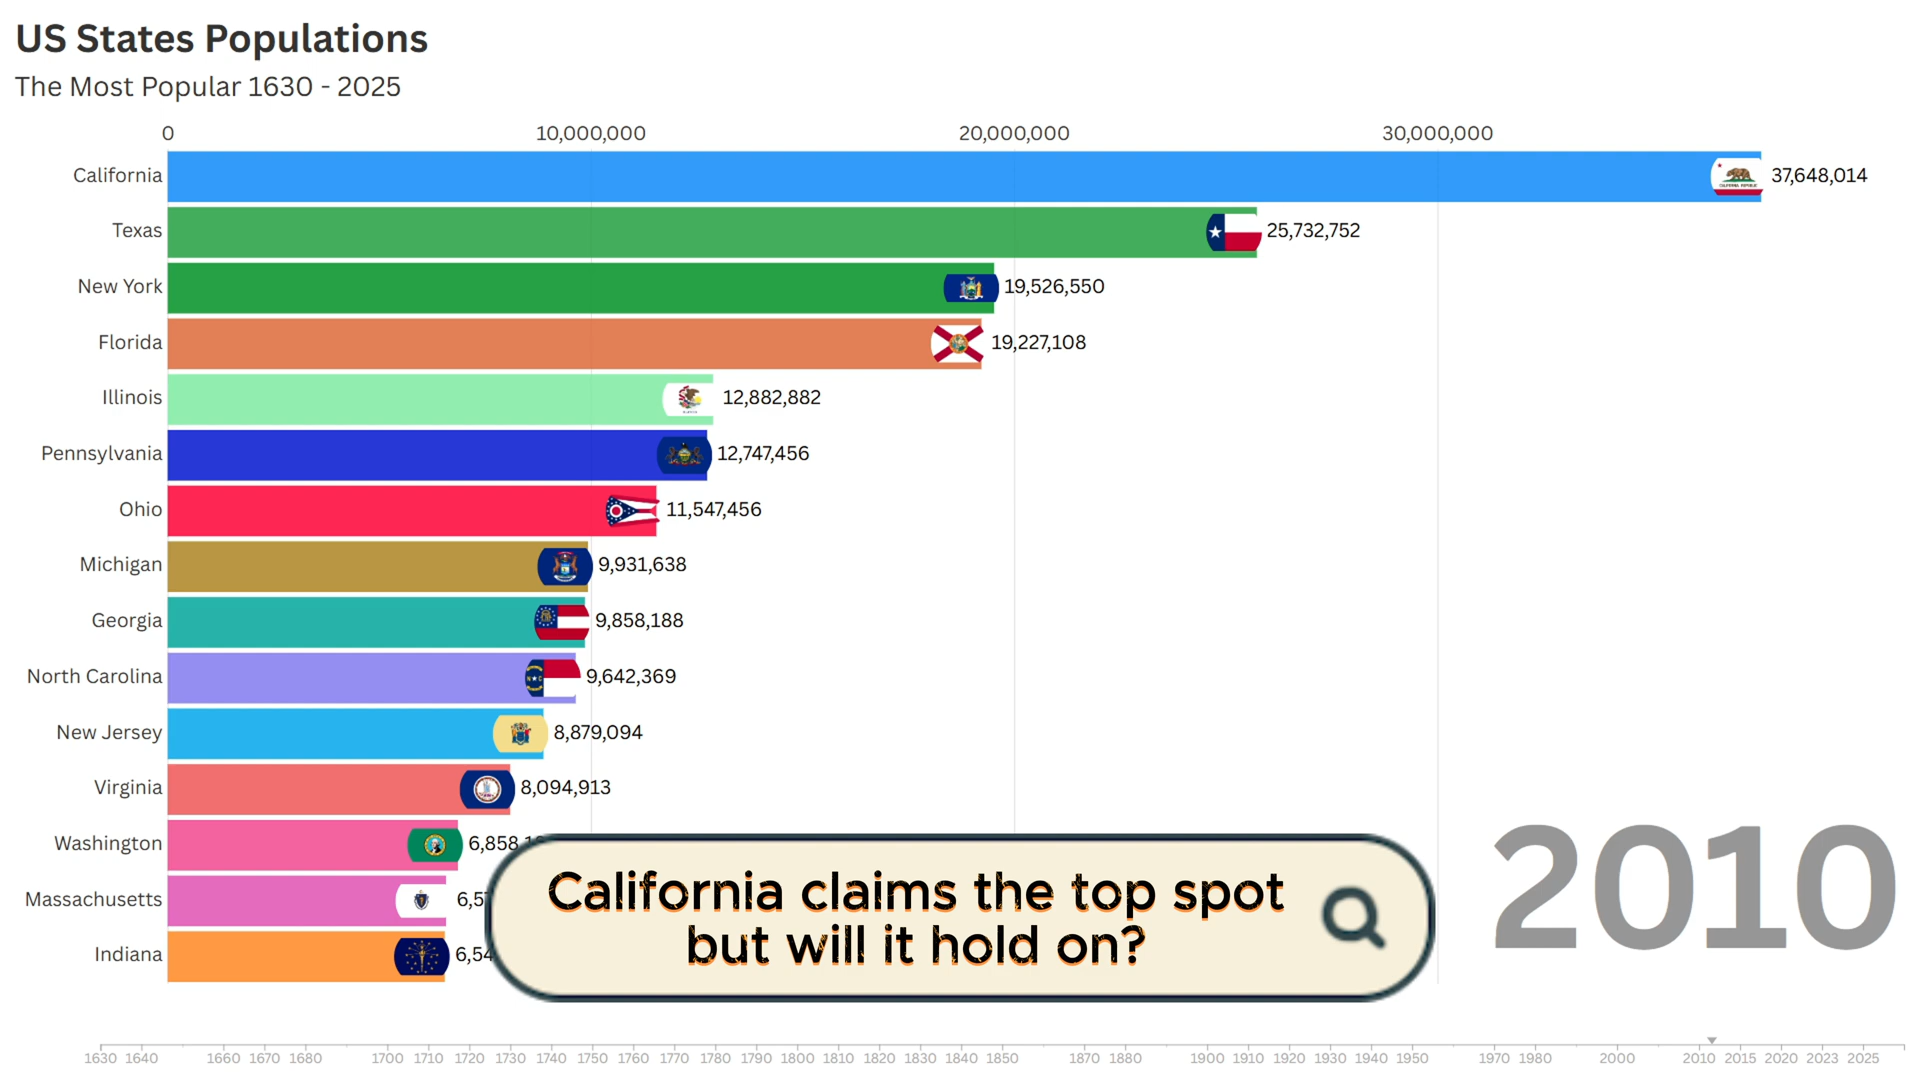 US States Populations
The Most Popular 1630 - 2025
0 10,000,000 20,000,000 30,000,000
California 37,648,014
Texas 25,732,752
New York 19,526,550
Florida 19,227,108
Illinois 12,882,882
Pennsylvania 12,747,456
Ohio 11,547,456
Michigan 9,931,638
Georgia 9,858,188
North Carolina 9,642,369
New Jersey 8,879,094
Virginia 8,094,913
Washington 6,858
Massachusetts 6,57
Indiana 6,54
California claims the top spot
but will it hold on?
2010
1630 1640 1660 1670 1680 1700 1710 1720 1730 1740 1750 1760 1770 1780 1790 1800 1810 1820 1830 1840 1850 1870 1880 1900 1910 1920 1930 1940 1950 1970 1980 2000 2010 2015 2020 2023 2025